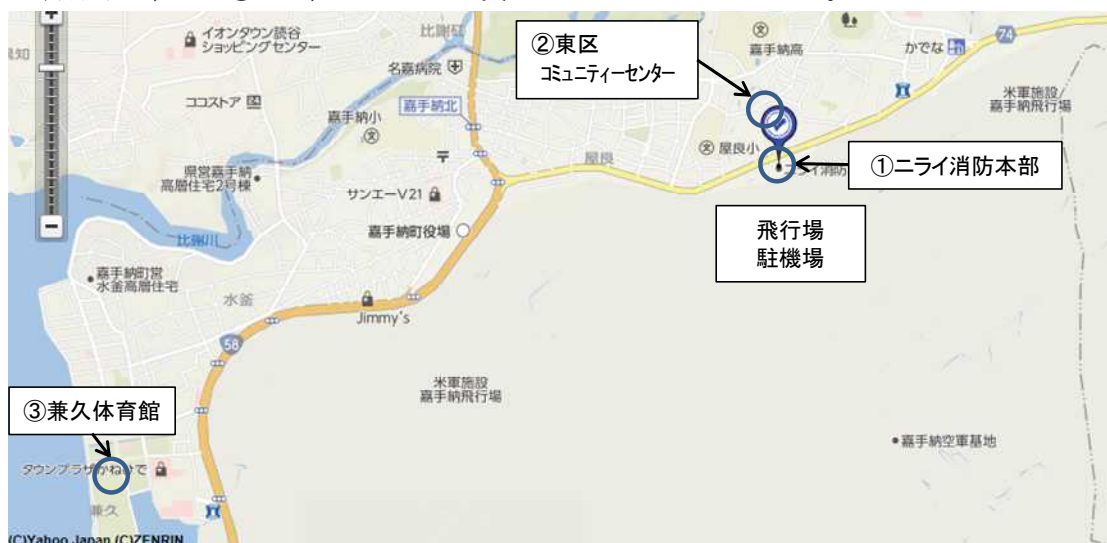 イオンタウン読谷
ショッピングセンター
比謝矼
②東区
コミュニティーセンター
嘉手納高
かでな
74
名嘉病院
ココストア
嘉手納北
嘉手納小
米軍施設
嘉手納飛行場
屋良小
屋良
①ニライ消防本部
ニライ消防
県営嘉手納
高層住宅2号棟
サンエーV21
嘉手納町役場
飛行場
駐機場
比謝川
嘉手納町営
水釜高層住宅
水釜
Jimmy's
58
米軍施設
嘉手納飛行場
③兼久体育館
嘉手納空軍基地
タウンプラザかねひで
兼久
(C)Yahoo Japan (C)ZENRIN